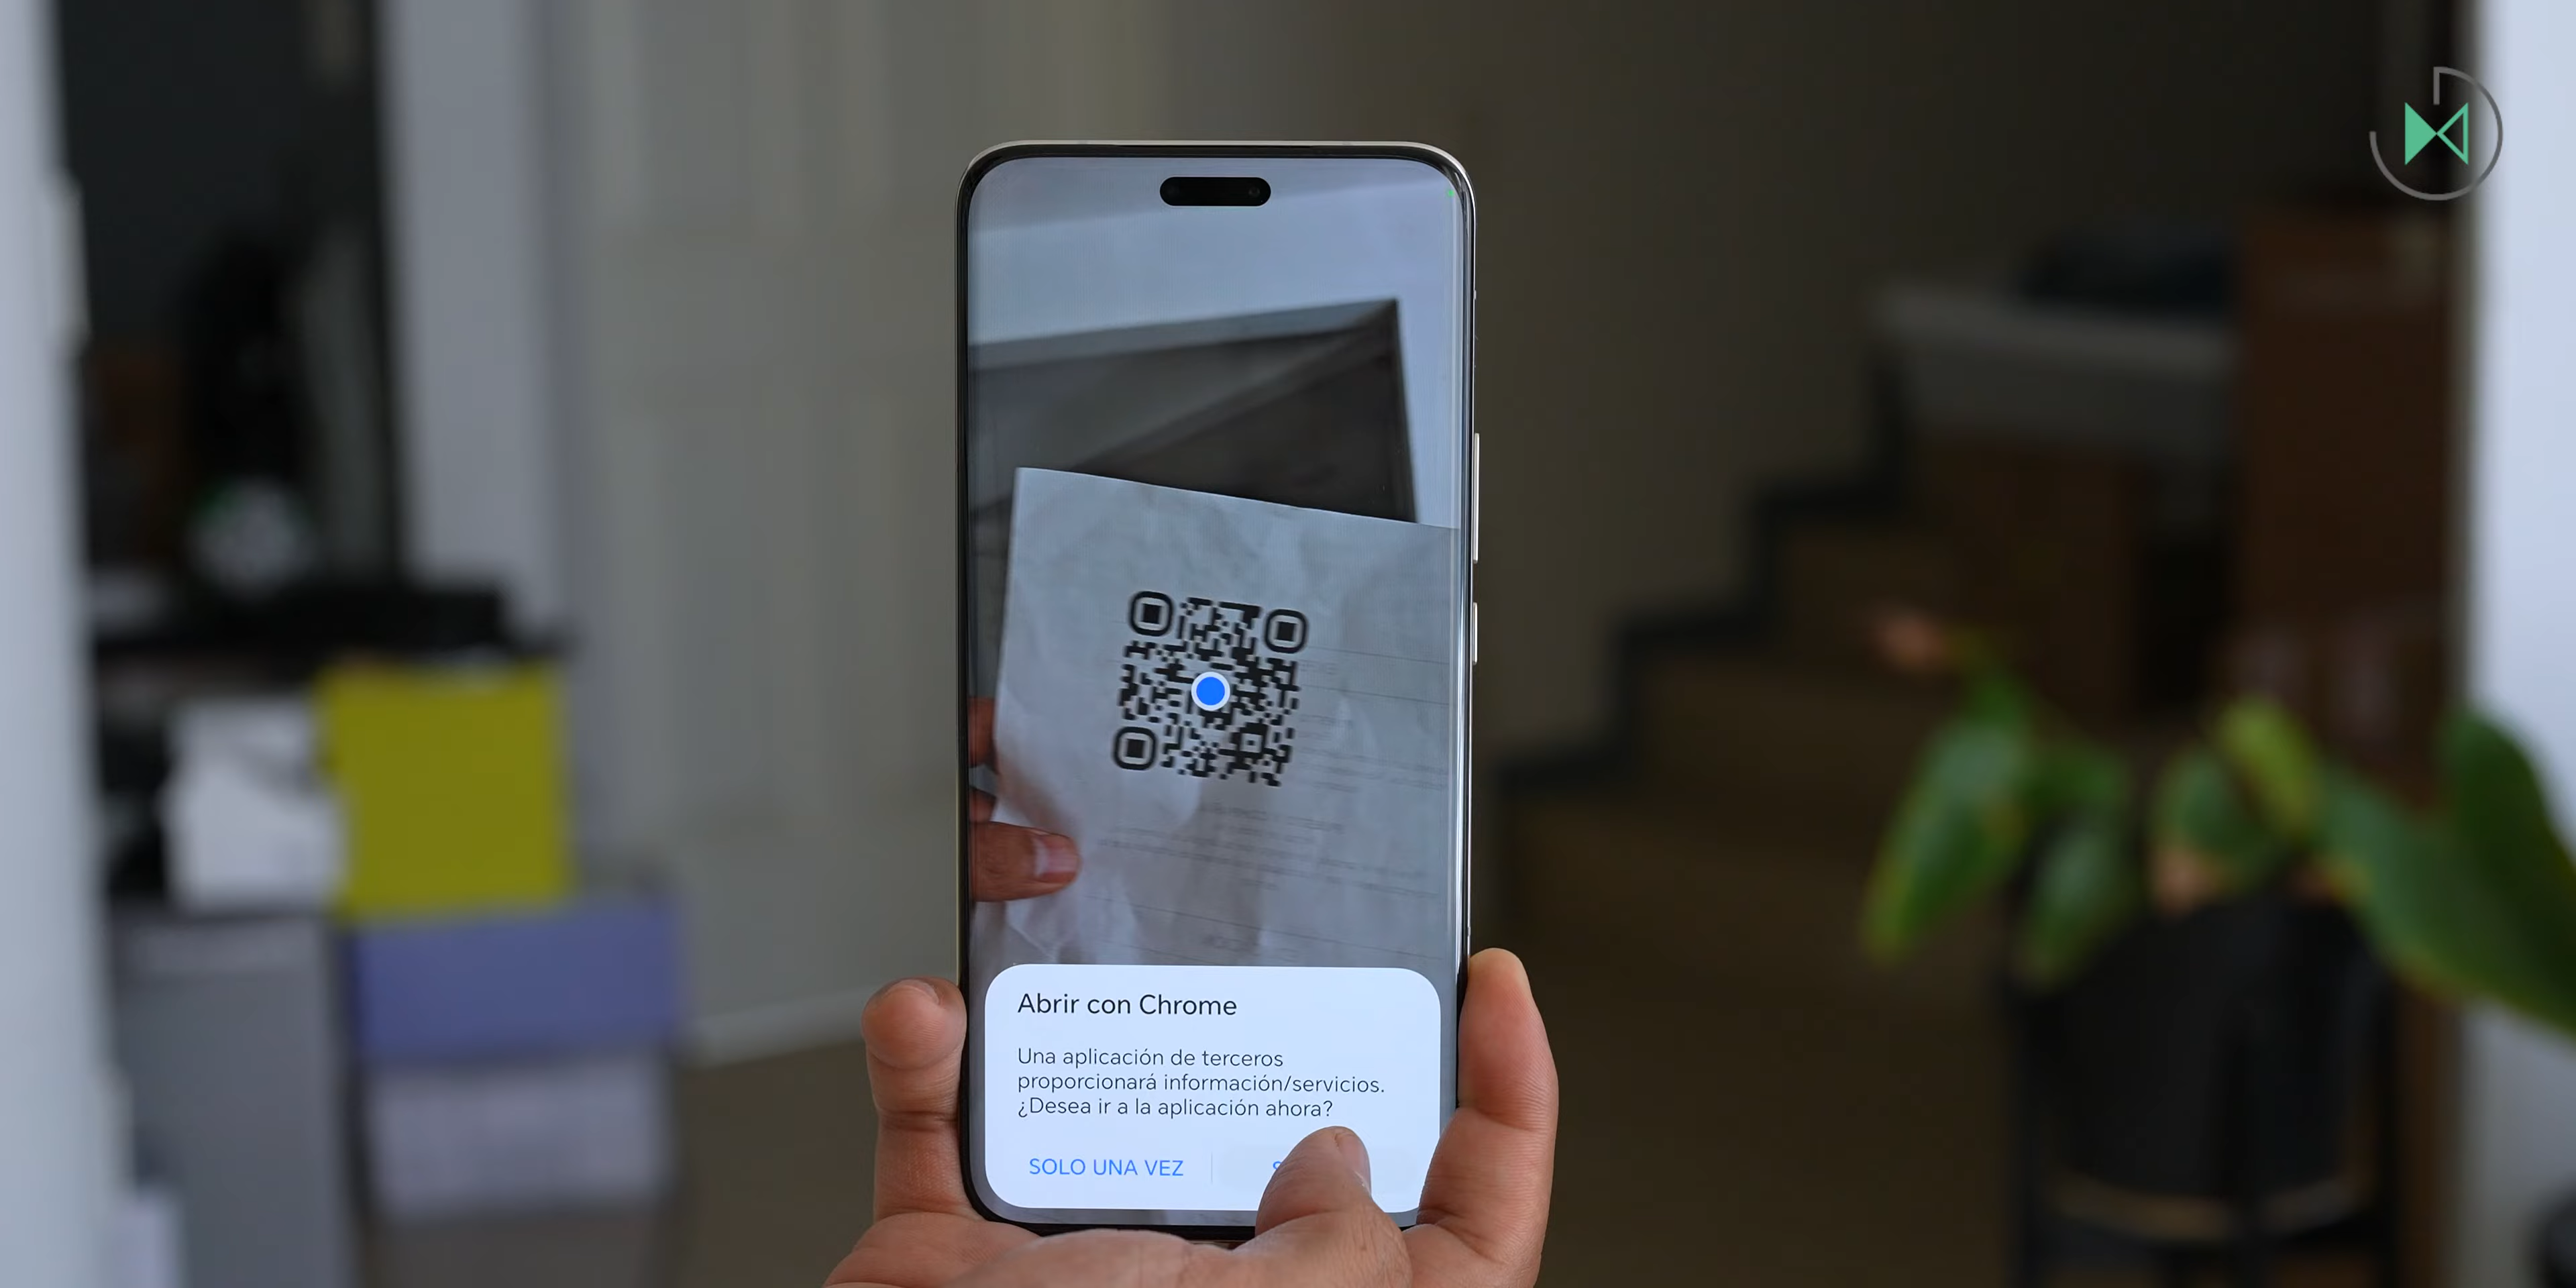 Abrir con Chrome
Una aplicación de terceros
proporcionará información/servicios.
¿Desea ir a la aplicación ahora?
SOLO UNA VEZ